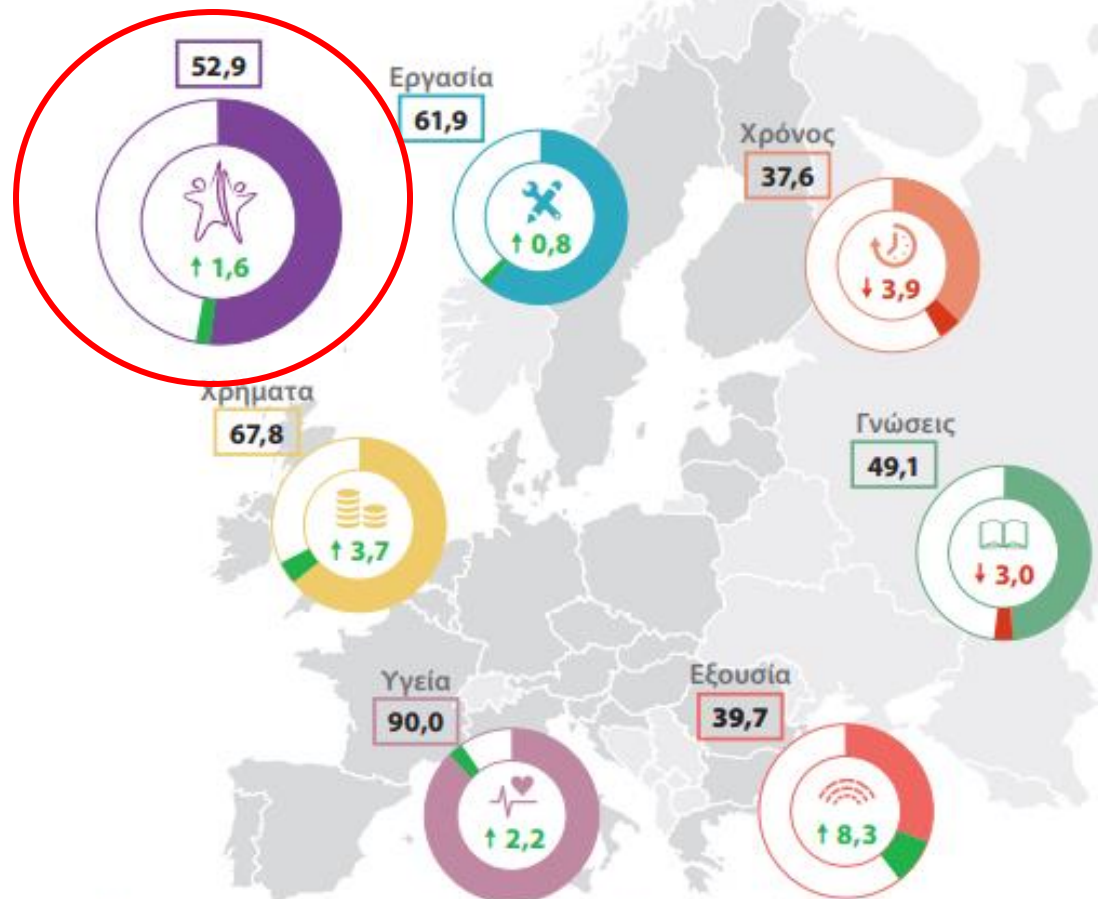 52,9
↑ 1,6
Εργασία
61,9
↑ 0,8
Χρόνος
37,6
↓ 3,9
Χρήματα
67,8
↑ 3,7
Γνώσεις
49,1
↓ 3,0
Υγεία
90,0
↑ 2,2
Εξουσία
39,7
↑ 8,3